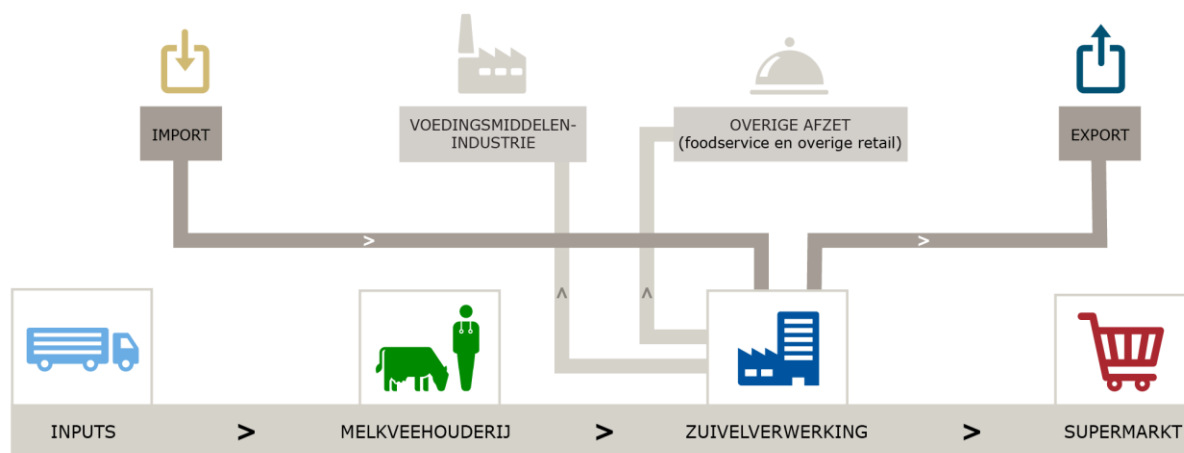 IMPORT
VOEDINGSMIDDELEN-
INDUSTRIE
OVERIGE AFZET
(foodservice en overige retail)
EXPORT
>
>
>
>
INPUTS > MELKVEEHOUDERIJ > ZUIVELVERWERKING > SUPERMARKT